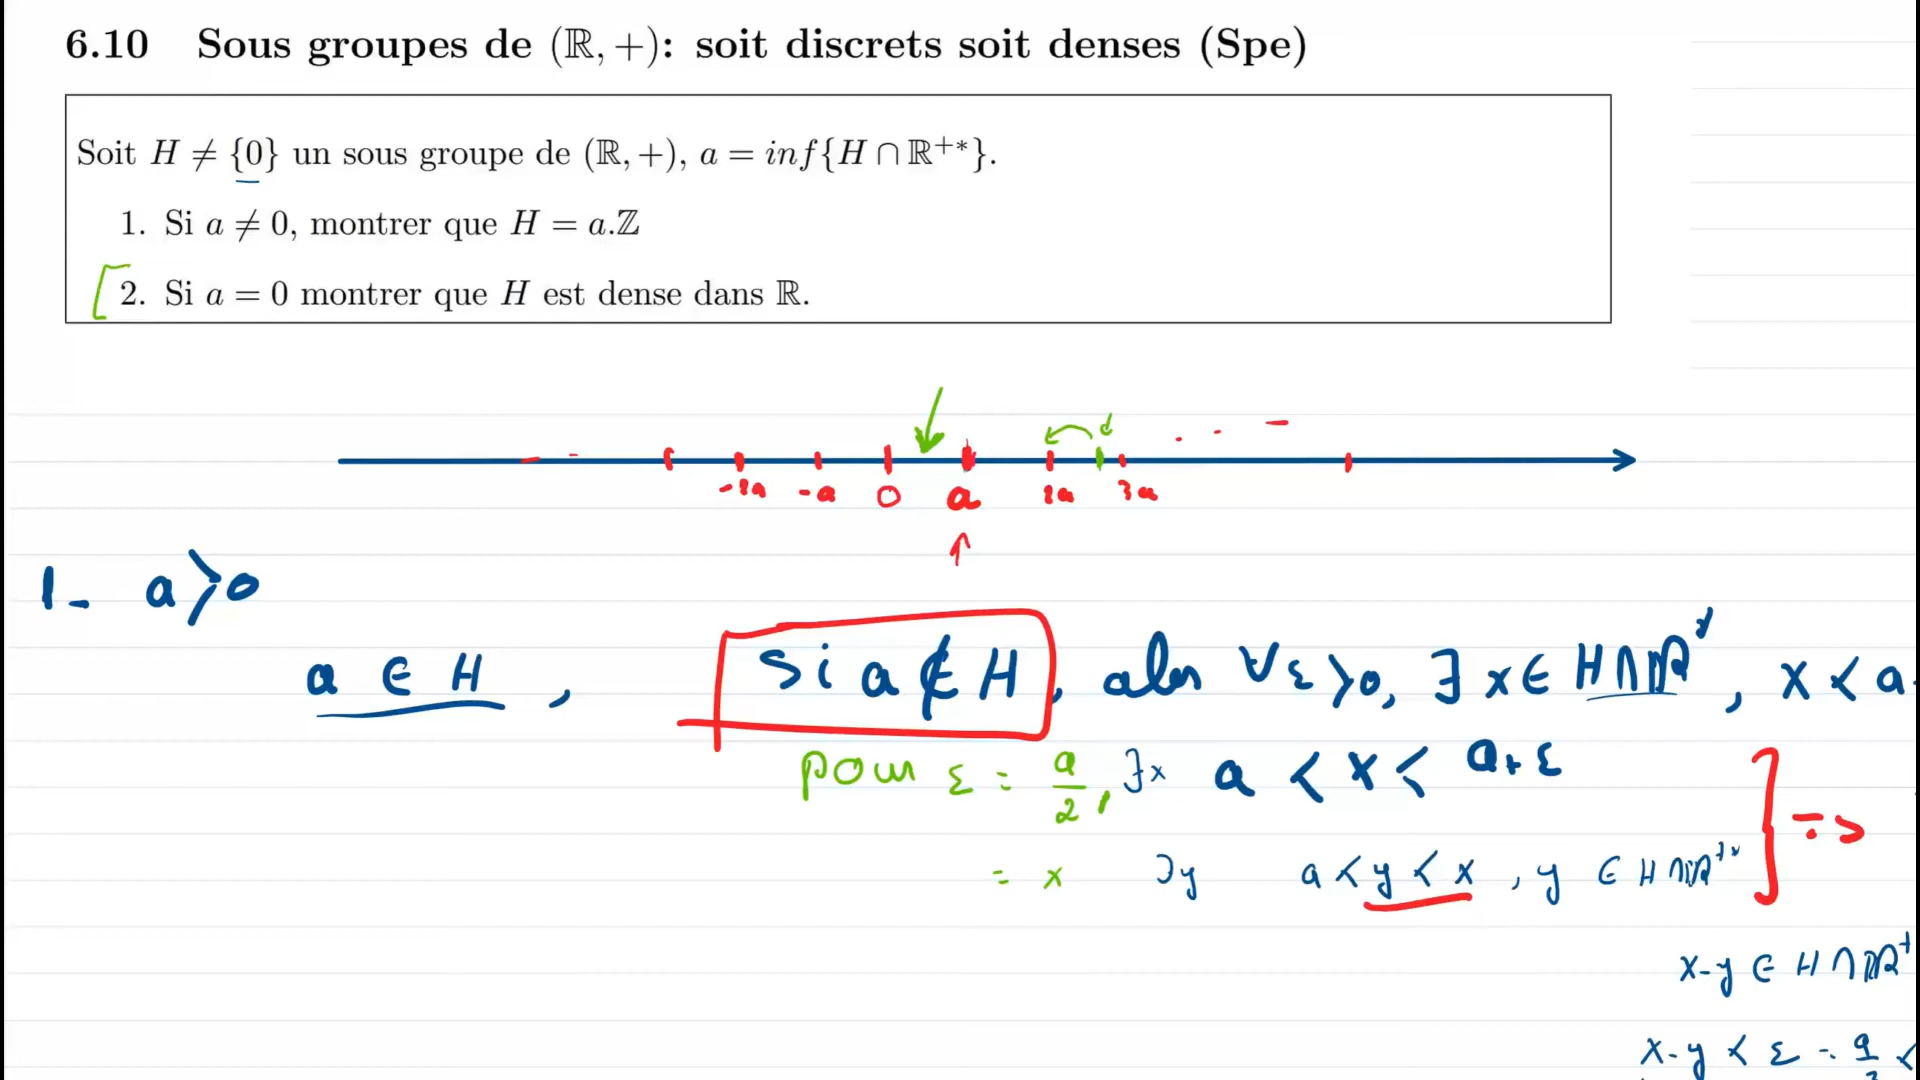 6.10 Sous groupes de (ℝ, +): soit discrets soit denses (Spe)
Soit H ≠ {0} un sous groupe de (ℝ, +), a = inf{H ∩ ℝ⁺*}.
1. Si a ≠ 0, montrer que H = a.ℤ
2. Si a = 0 montrer que H est dense dans ℝ.
-2a -a 0 a 2a 3a
1- a>0
a ∈ H , Si a ∉ H, alors ∀ε>0, ∃ x ∈ H∩ℝ⁺, x < a
pour ε = a/2, ∃x a < x < a+ε
= x ∃y a < y < x , y ∈ H∩ℝ⁺* ⇒
x-y ∈ H∩ℝ⁺
x-y < ε = a/2 <